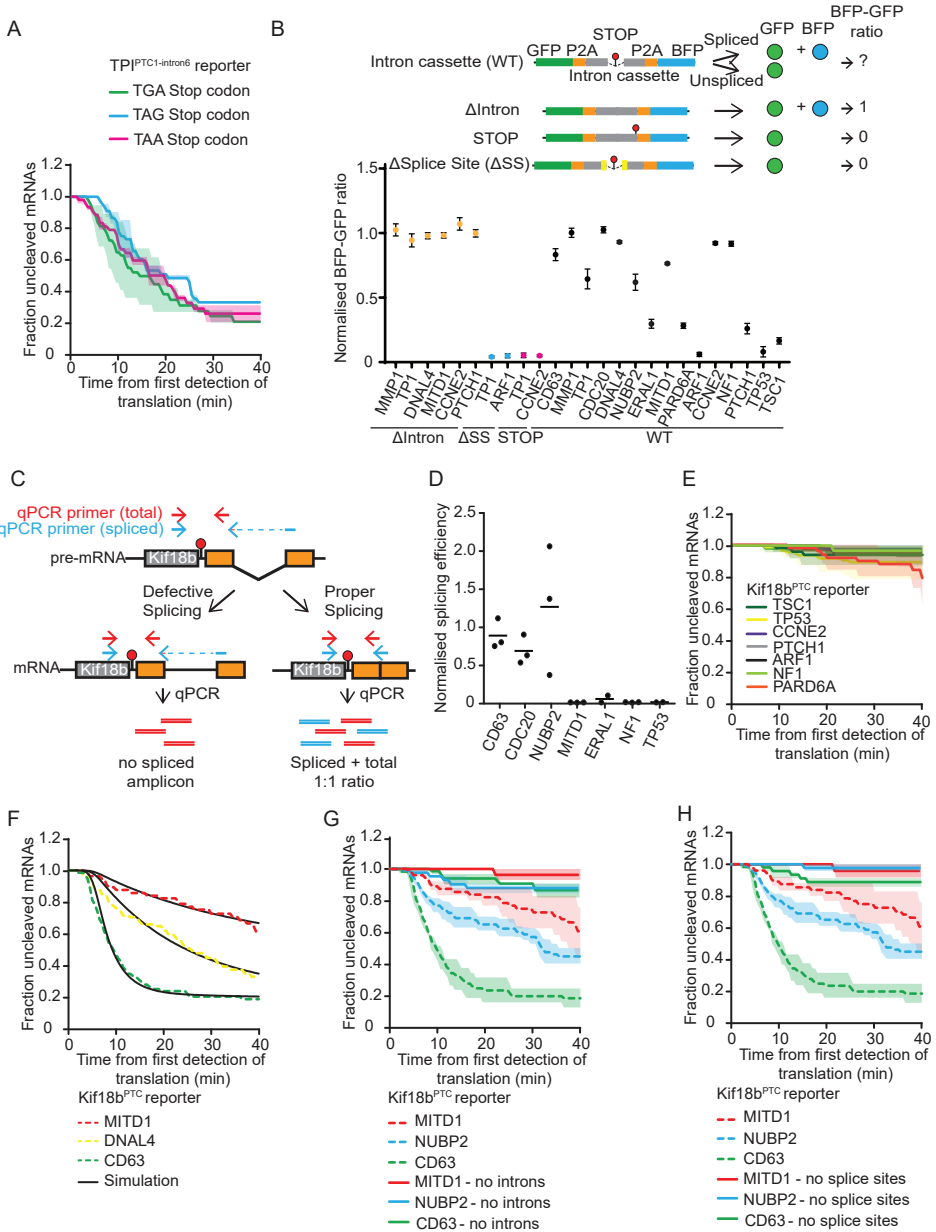 A
TPI^PTC1-intron6 reporter
TGA Stop codon
TAG Stop codon
TAA Stop codon
Fraction uncleaved mRNAs
1.2
1.0
0.8
0.6
0.4
0.2
0 10 20 30 40
Time from first detection of
translation (min)
B
GFP BFP BFP-GFP
ratio
STOP
GFP P2A P2A BFP
Spliced
Intron cassette (WT)
Intron cassette
Unspliced
+
?
ΔIntron
+
1
STOP
0
ΔSplice Site (ΔSS)
0
Normalised BFP-GFP ratio
1.5
1.0
0.5
0
MMP1
TP1
DNAL4
MITD1
CCNE2
PTCH1
TP1
ARF1
TP1
CCNE2
CD63
MMP1
TP1
CDC20
DNAL4
NUBP2
ERAL1
MITD1
PARD6A
ARF1
CCNE2
NF1
PTCH1
TP53
TSC1
ΔIntron ΔSS STOP WT
C
qPCR primer (total)
qPCR primer (spliced)
pre-mRNA
Kif18b
Defective
Splicing
Proper
Splicing
mRNA
Kif18b
Kif18b
qPCR
qPCR
no spliced
amplicon
Spliced + total
1:1 ratio
D
Normalised splicing efficiency
2.5
2.0
1.5
1.0
0.5
0
CD63
CDC20
NUBP2
MITD1
ERAL1
NF1
TP53
E
Fraction uncleaved mRNAs
1.2
1.0
0.8
0.6
0.4
0.2
Kif18b^PTC reporter
TSC1
TP53
CCNE2
PTCH1
ARF1
NF1
PARD6A
0 10 20 30 40
Time from first detection of
translation (min)
F
Fraction uncleaved mRNAs
1.2
1.0
0.8
0.6
0.4
0.2
0
0 10 20 30 40
Time from first detection of
translation (min)
Kif18b^PTC reporter
MITD1
DNAL4
CD63
Simulation
G
Fraction uncleaved mRNAs
1.2
1.0
0.8
0.6
0.4
0.2
0 10 20 30 40
Time from first detection of
translation (min)
Kif18b^PTC reporter
MITD1
NUBP2
CD63
MITD1 - no introns
NUBP2 - no introns
CD63 - no introns
H
Fraction uncleaved mRNAs
1.2
1.0
0.8
0.6
0.4
0.2
0 10 20 30 40
Time from first detection of
translation (min)
Kif18b^PTC reporter
MITD1
NUBP2
CD63
MITD1 - no splice sites
NUBP2 - no splice sites
CD63 - no splice sites